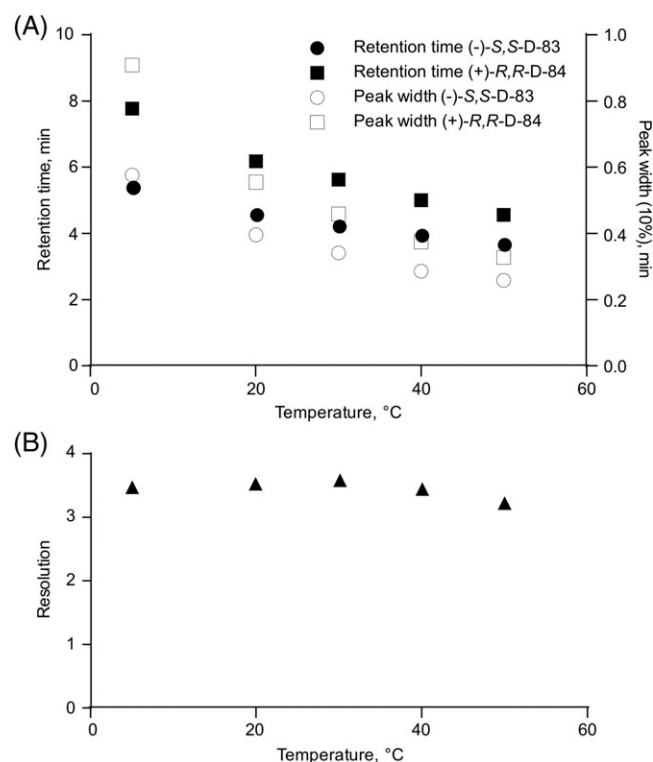 (A)
10
8
6
4
2
0
Retention time, min
Retention time (-)-S,S-D-83
Retention time (+)-R,R-D-84
Peak width (-)-S,S-D-83
Peak width (+)-R,R-D-84
1.0
0.8
0.6
0.4
0.2
0.0
Peak width (10%), min
0 20 40 60
Temperature, °C
(B)
4
3
2
1
0
Resolution
0 20 40 60
Temperature, °C